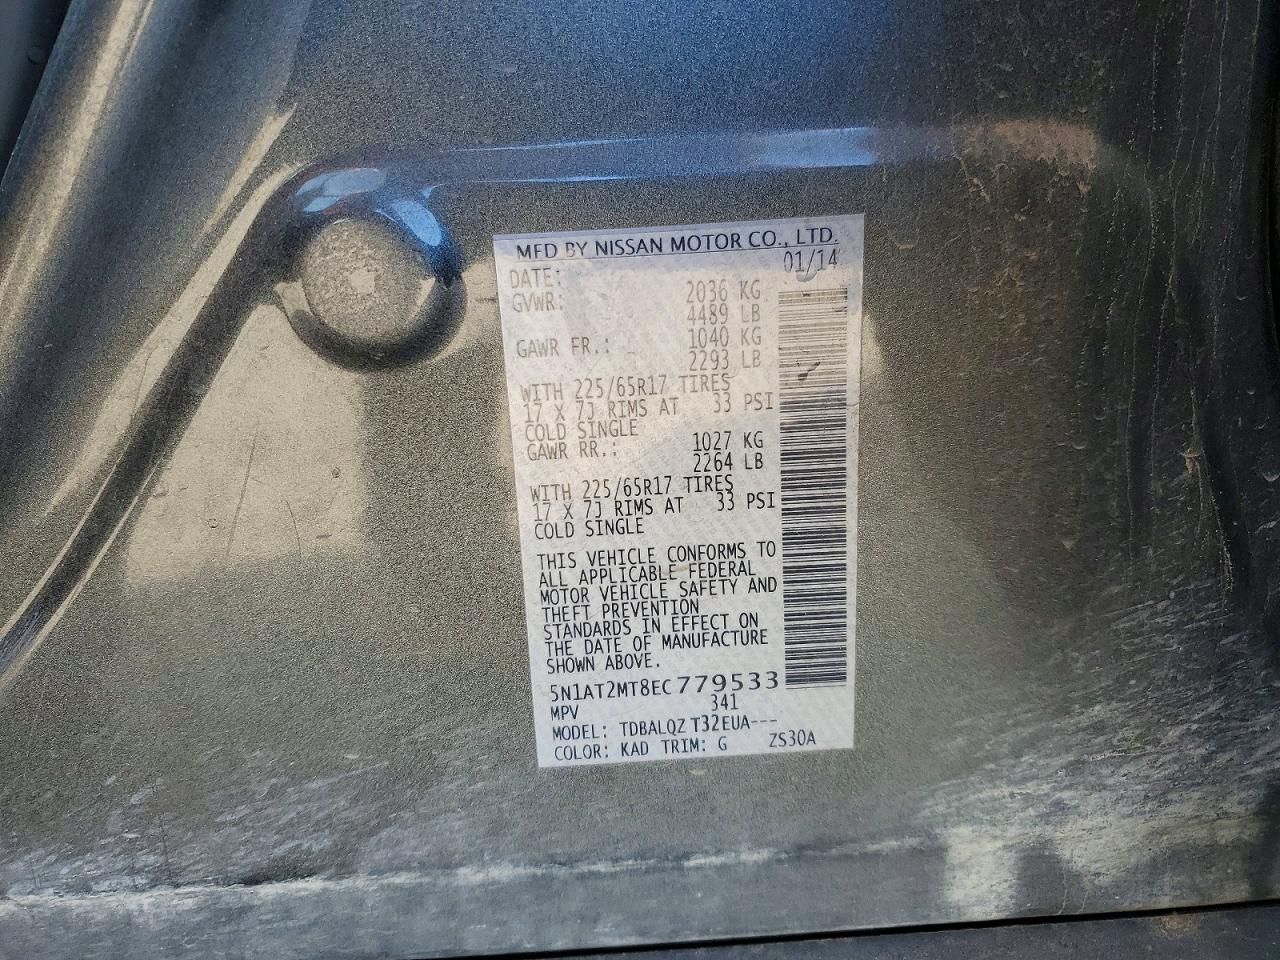 MFD BY NISSAN MOTOR CO., LTD.
DATE: 01/14
GVWR: 2036 KG
4489 LB
GAWR FR.: 1040 KG
2293 LB
WITH 225/65R17 TIRES
17 X 7J RIMS AT 33 PSI
COLD SINGLE
GAWR RR.: 1027 KG
2264 LB
WITH 225/65R17 TIRES
17 X 7J RIMS AT 33 PSI
COLD SINGLE
THIS VEHICLE CONFORMS TO
ALL APPLICABLE FEDERAL
MOTOR VEHICLE SAFETY AND
THEFT PREVENTION
STANDARDS IN EFFECT ON
THE DATE OF MANUFACTURE
SHOWN ABOVE.
5N1AT2MT8EC779533
MPV 341
MODEL: TDBALQZ T32EUA---
COLOR: KAD TRIM: G ZS30A